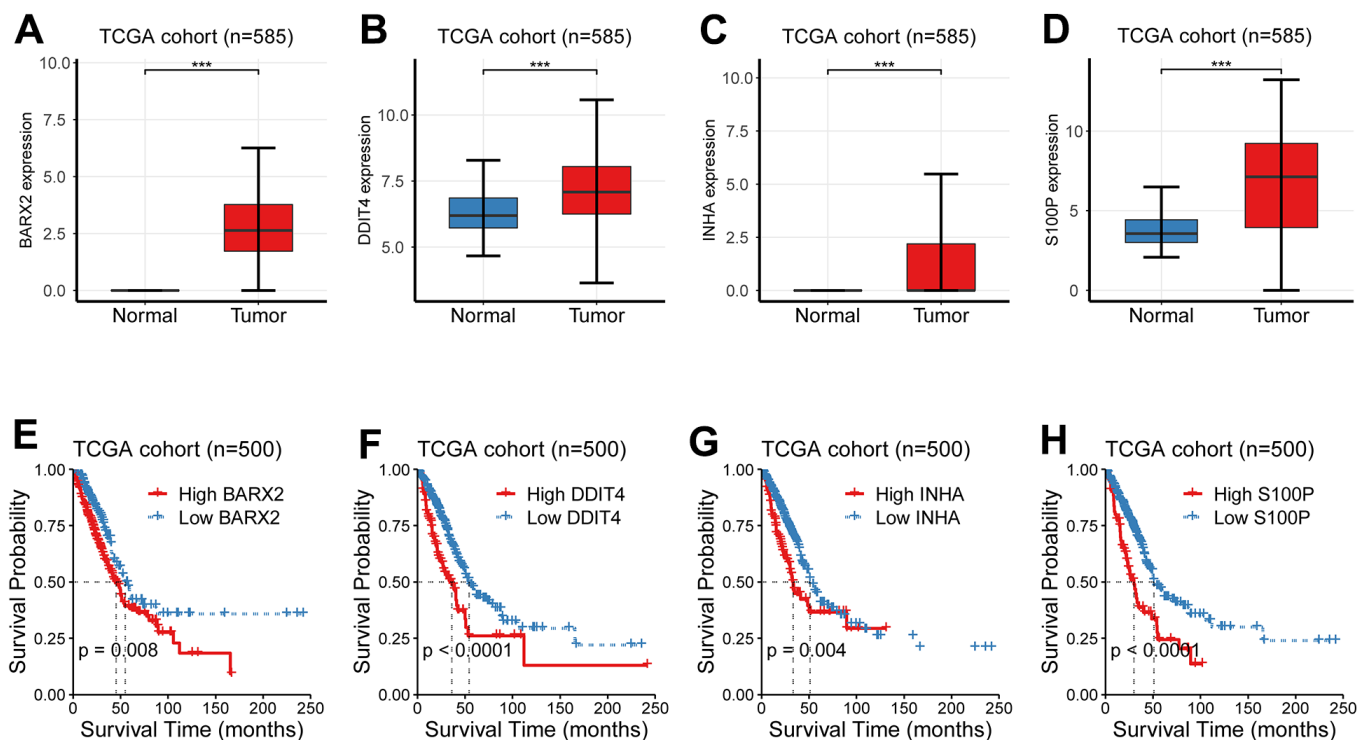 A
TCGA cohort (n=585)
BARX2 expression
10.0
7.5
5.0
2.5
0.0
***
Normal
Tumor
B
TCGA cohort (n=585)
DDIT4 expression
10.0
7.5
5.0
***
Normal
Tumor
C
TCGA cohort (n=585)
INHA expression
10.0
7.5
5.0
2.5
0.0
***
Normal
Tumor
D
TCGA cohort (n=585)
S100P expression
10
5
0
***
Normal
Tumor
E
TCGA cohort (n=500)
Survival Probability
1.00
0.75
0.50
0.25
0.00
High BARX2
Low BARX2
p = 0.008
0 50 100 150 200 250
Survival Time (months)
F
TCGA cohort (n=500)
Survival Probability
1.00
0.75
0.50
0.25
0.00
High DDIT4
Low DDIT4
p < 0.0001
0 50 100 150 200 250
Survival Time (months)
G
TCGA cohort (n=500)
Survival Probability
1.00
0.75
0.50
0.25
0.00
High INHA
Low INHA
p = 0.004
0 50 100 150 200 250
Survival Time (months)
H
TCGA cohort (n=500)
Survival Probability
1.00
0.75
0.50
0.25
0.00
High S100P
Low S100P
p < 0.0001
0 50 100 150 200 250
Survival Time (months)